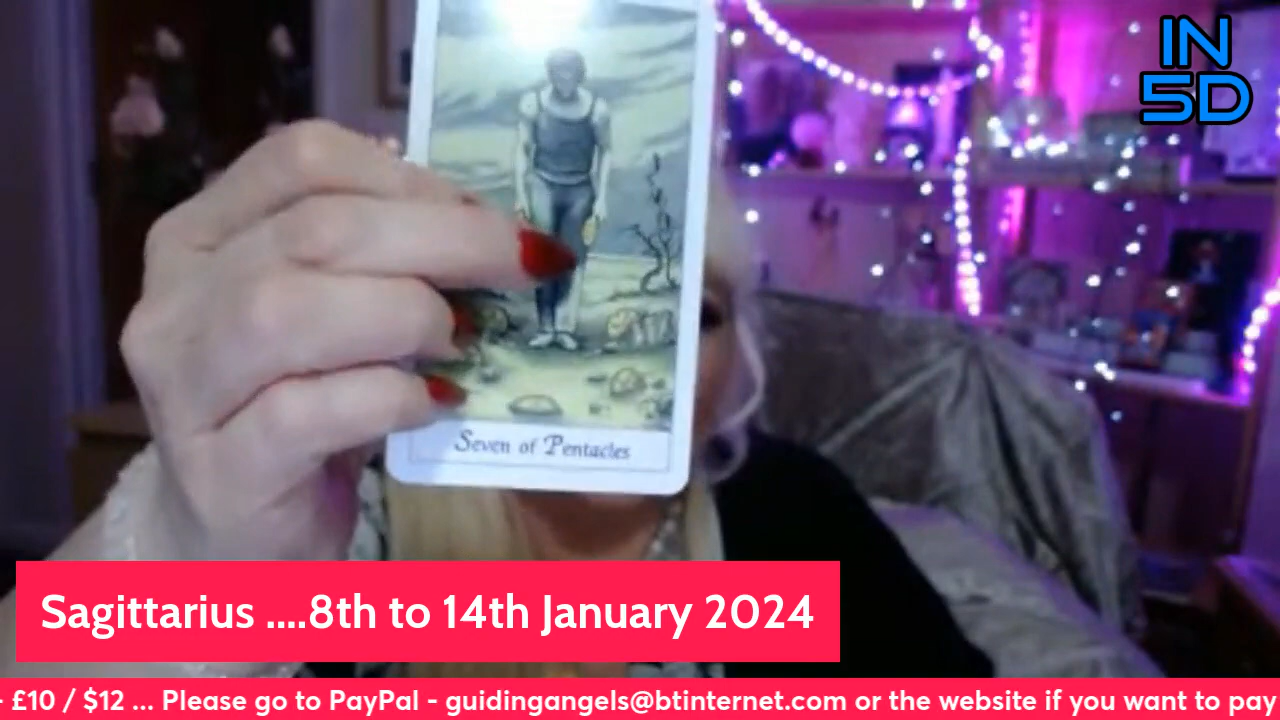 IN
5D
Seven of Pentacles
Sagittarius ....8th to 14th January 2024
- £10 / $12 ... Please go to PayPal - guidingangels@btinternet.com or the website if you want to pay